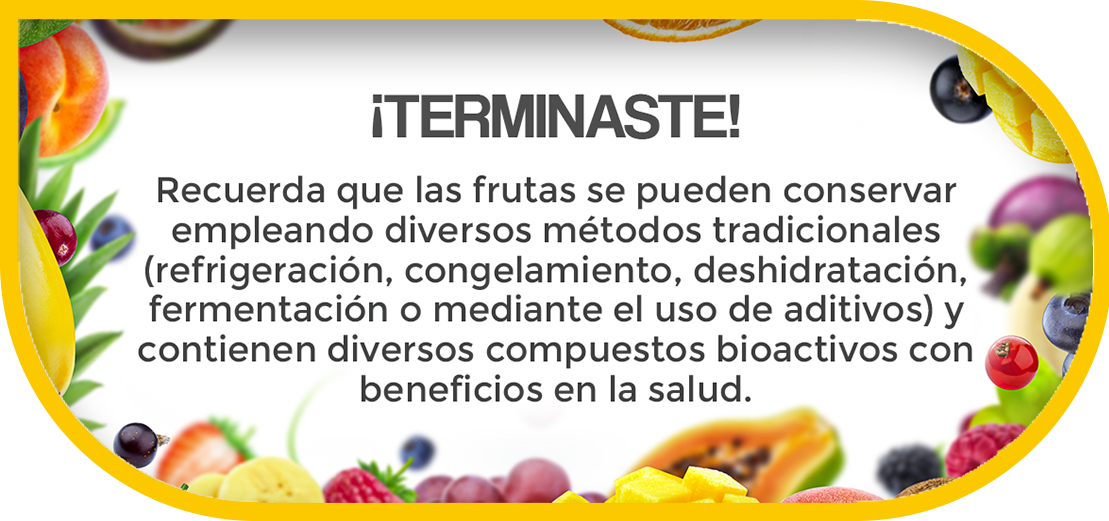 ¡TERMINASTE!
Recuerda que las frutas se pueden conservar
empleando diversos métodos tradicionales
(refrigeración, congelamiento, deshidratación,
fermentación o mediante el uso de aditivos) y
contienen diversos compuestos bioactivos con
beneficios en la salud.